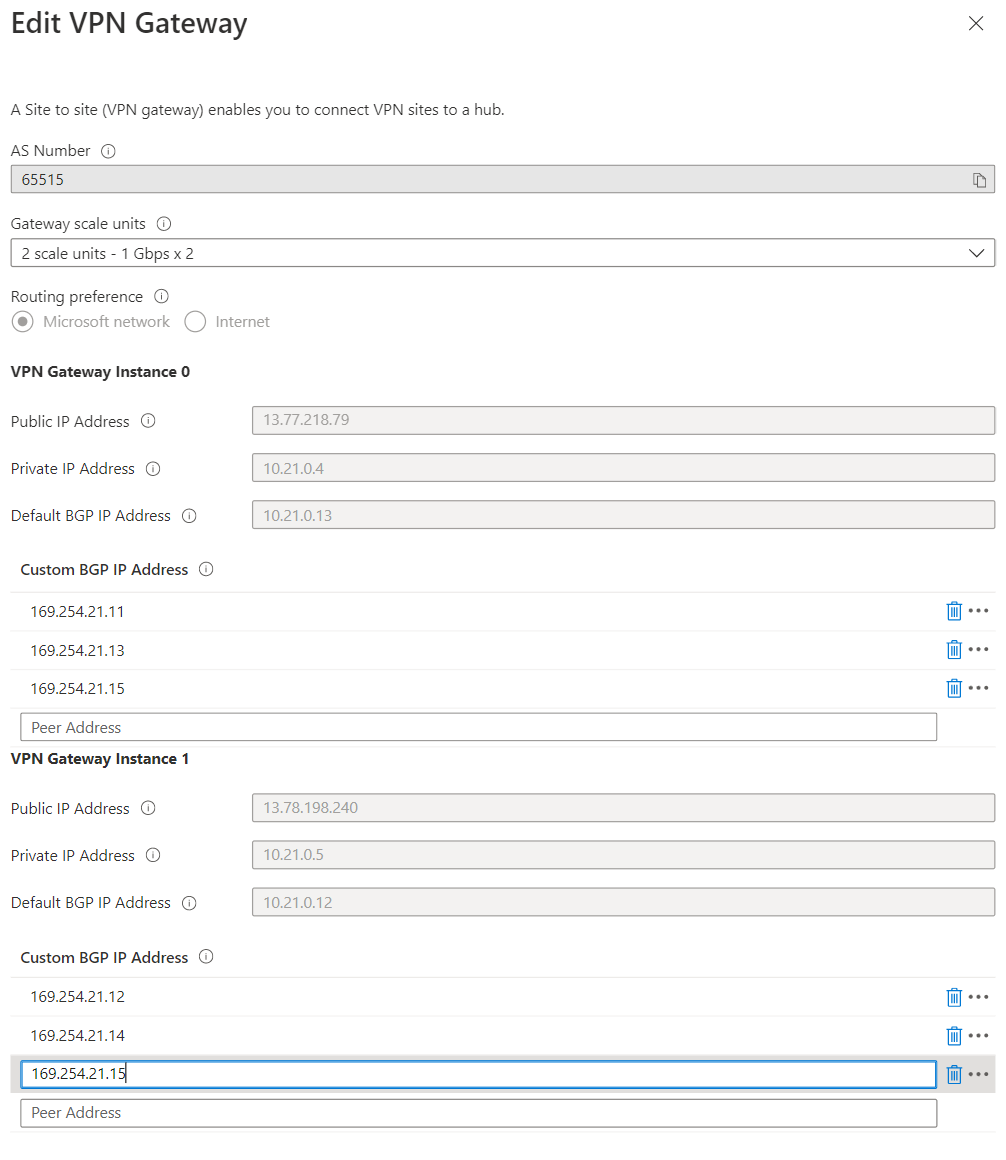 Edit VPN Gateway
A Site to site (VPN gateway) enables you to connect VPN sites to a hub.
AS Number
65515
Gateway scale units
2 scale units - 1 Gbps x 2
Routing preference
Microsoft network Internet
VPN Gateway Instance 0
Public IP Address 13.77.218.79
Private IP Address 10.21.0.4
Default BGP IP Address 10.21.0.13
Custom BGP IP Address
169.254.21.11
169.254.21.13
169.254.21.15
Peer Address
VPN Gateway Instance 1
Public IP Address 13.78.198.240
Private IP Address 10.21.0.5
Default BGP IP Address 10.21.0.12
Custom BGP IP Address
169.254.21.12
169.254.21.14
169.254.21.15
Peer Address